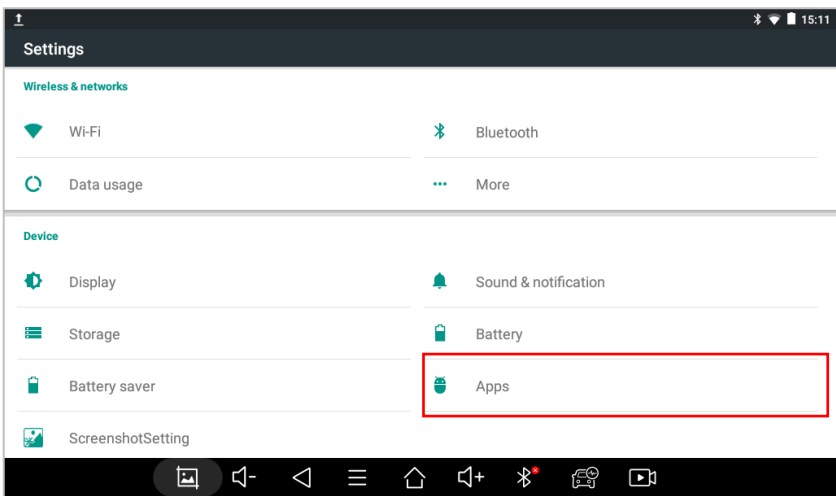 15:11
Settings
Wireless & networks
Wi-Fi
Bluetooth
Data usage
More
Device
Display
Sound & notification
Storage
Battery
Battery saver
Apps
ScreenshotSetting